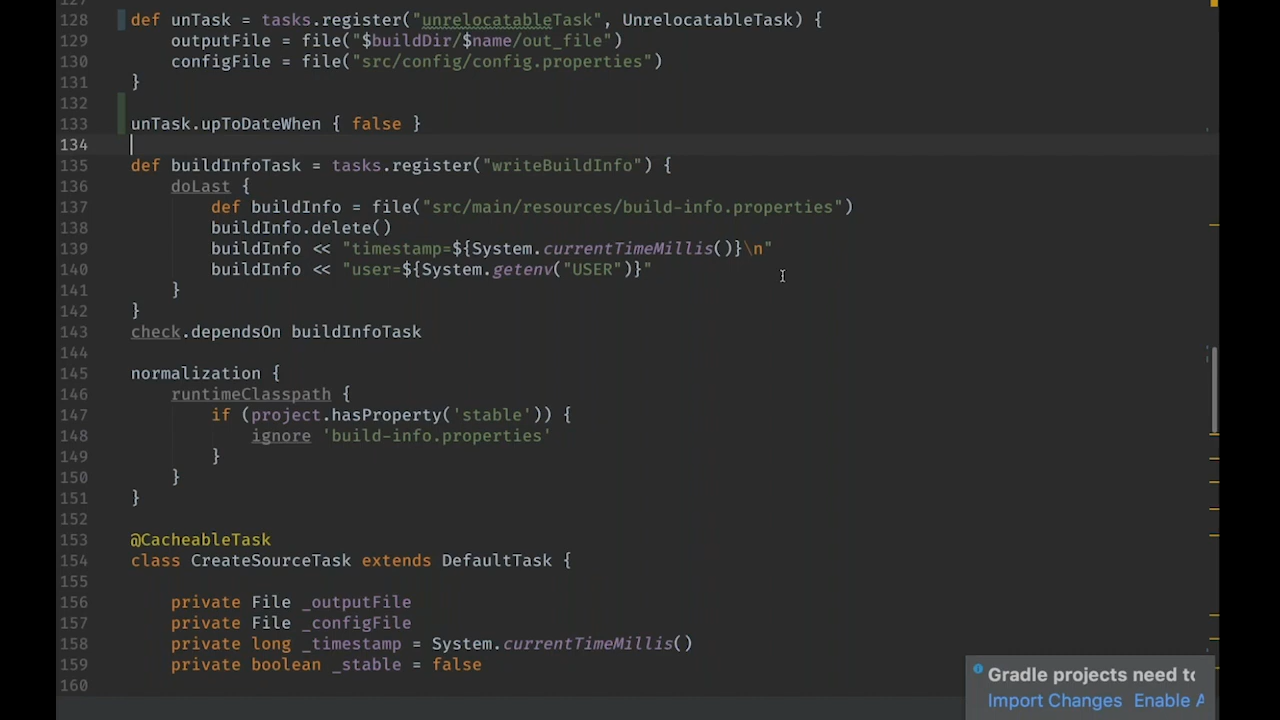 127
128 def unTask = tasks.register("unrelocatableTask", UnrelocatableTask) {
129 outputFile = file("$buildDir/$name/out_file")
130 configFile = file("src/config/config.properties")
131 }
132
133 unTask.upToDateWhen { false }
134
135 def buildInfoTask = tasks.register("writeBuildInfo") {
136 doLast {
137 def buildInfo = file("src/main/resources/build-info.properties")
138 buildInfo.delete()
139 buildInfo << "timestamp=${System.currentTimeMillis()}\n"
140 buildInfo << "user=${System.getenv("USER")}"
141 }
142 }
143 check.dependsOn buildInfoTask
144
145 normalization {
146 runtimeClasspath {
147 if (project.hasProperty('stable')) {
148 ignore 'build-info.properties'
149 }
150 }
151 }
152
153 @CacheableTask
154 class CreateSourceTask extends DefaultTask {
155
156 private File _outputFile
157 private File _configFile
158 private long _timestamp = System.currentTimeMillis()
159 private boolean _stable = false
160
Gradle projects need to
Import Changes Enable A